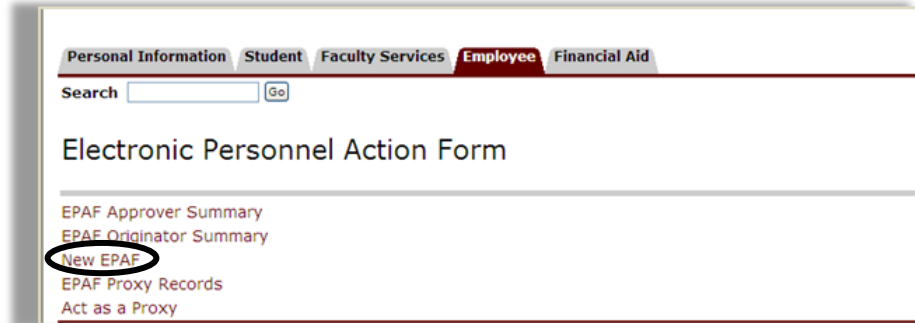 Personal Information Student Faculty Services Employee Financial Aid
Search Go
Electronic Personnel Action Form
EPAF Approver Summary
EPAF Originator Summary
New EPAF
EPAF Proxy Records
Act as a Proxy